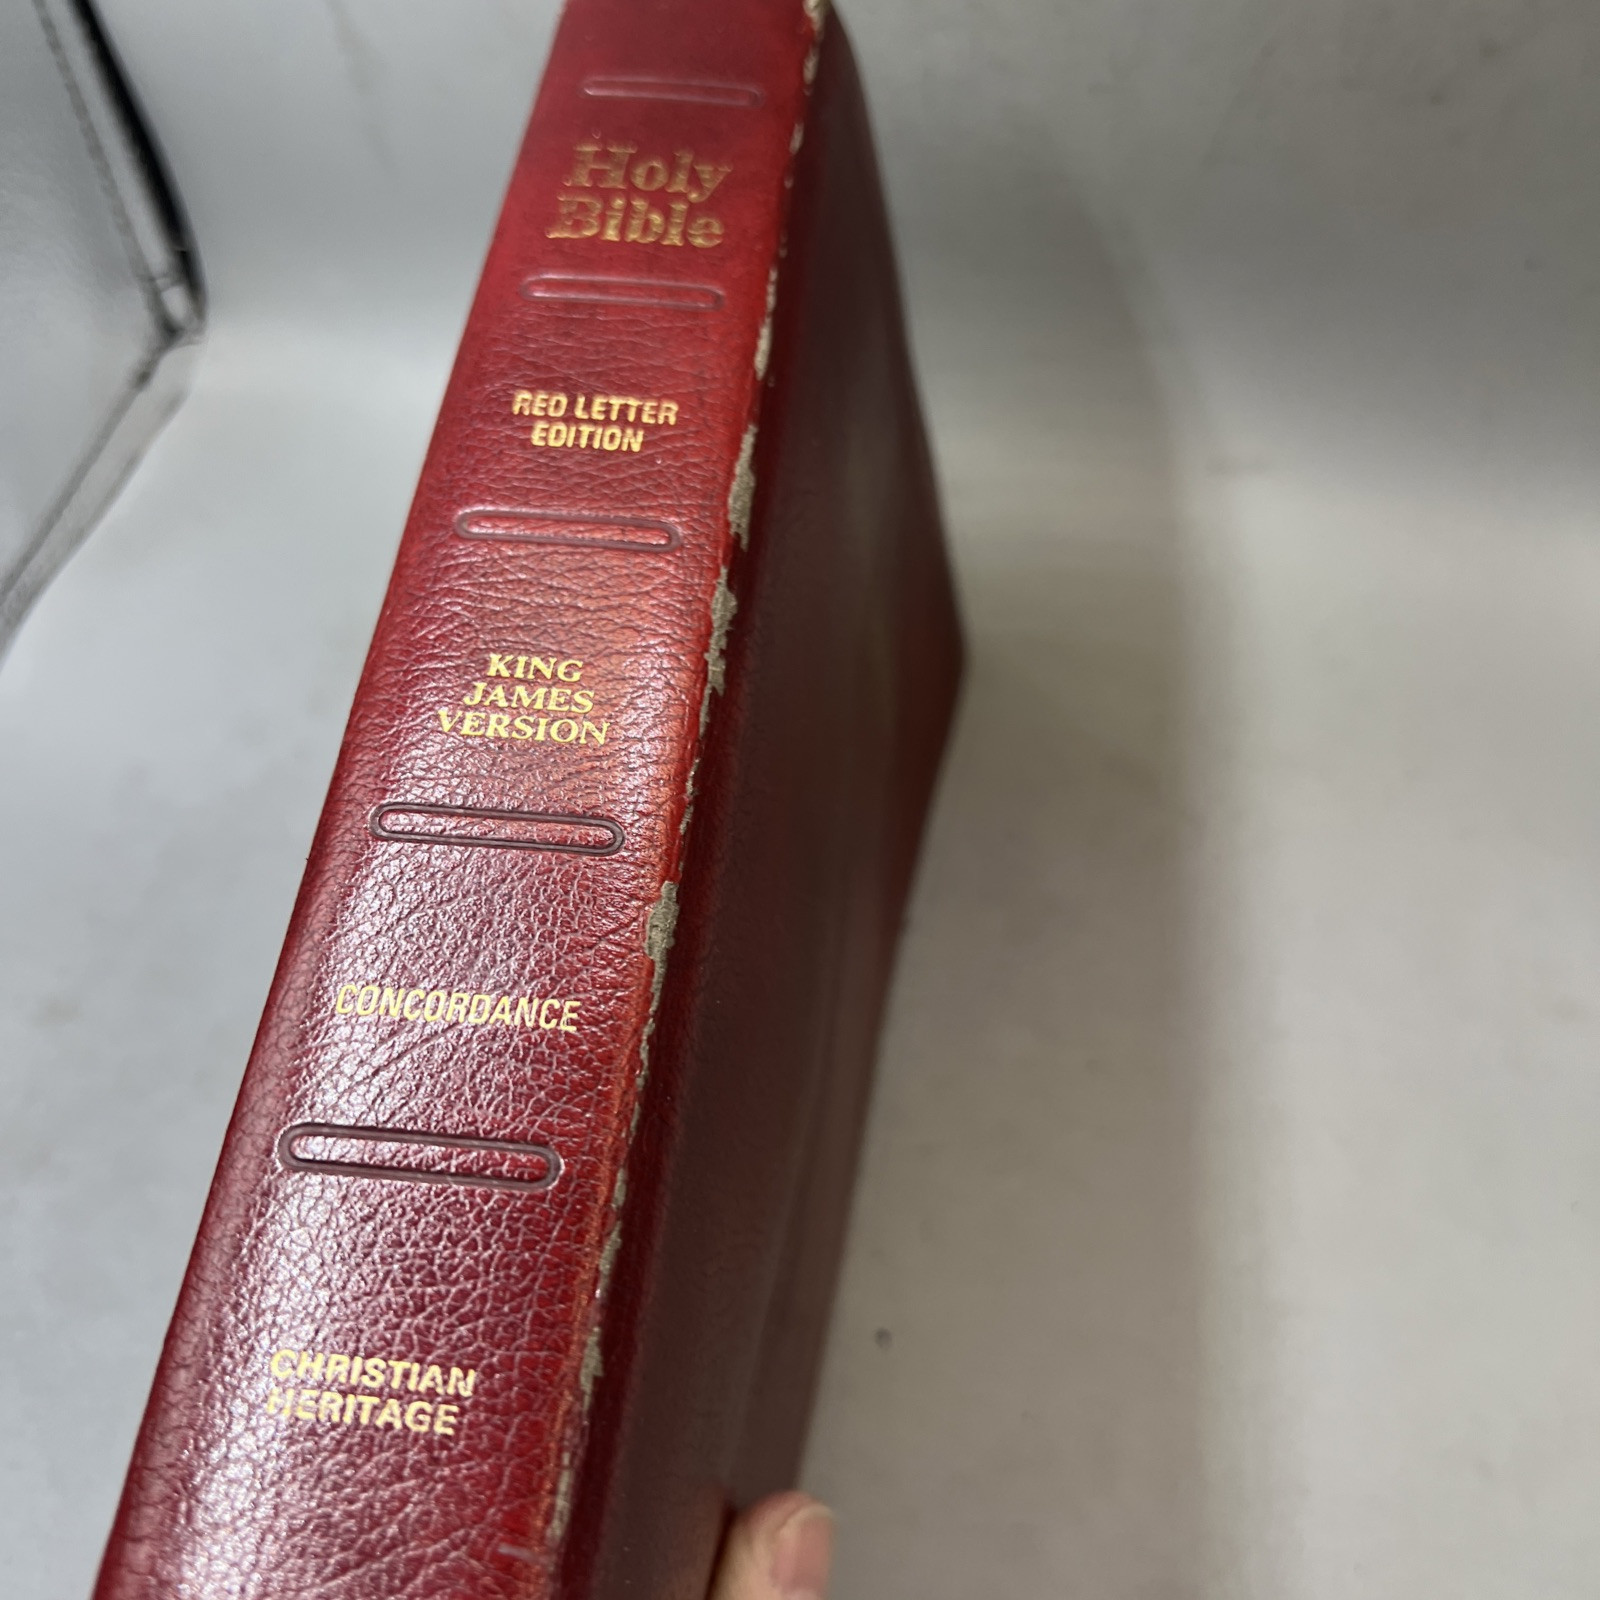 Holy
Bible
RED LETTER
EDITION
KING
JAMES
VERSION
CONCORDANCE
CHRISTIAN
HERITAGE